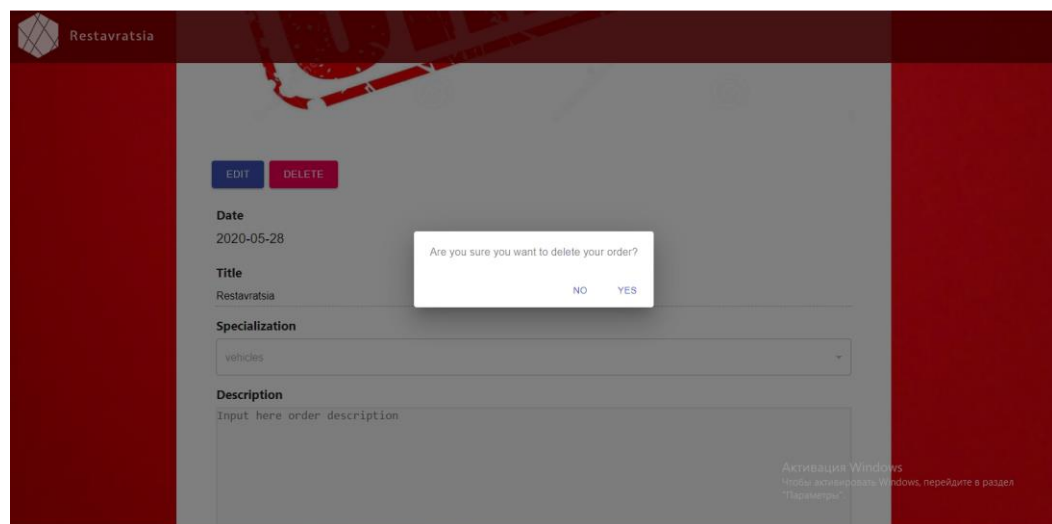 Restavratsia
EDIT
DELETE
Date
2020-05-28
Are you sure you want to delete your order?
NO
YES
Title
Restavratsia
Specialization
vehicles
Description
Input here order description
Активация Windows
Чтобы активировать Windows, перейдите в раздел
"Параметры".